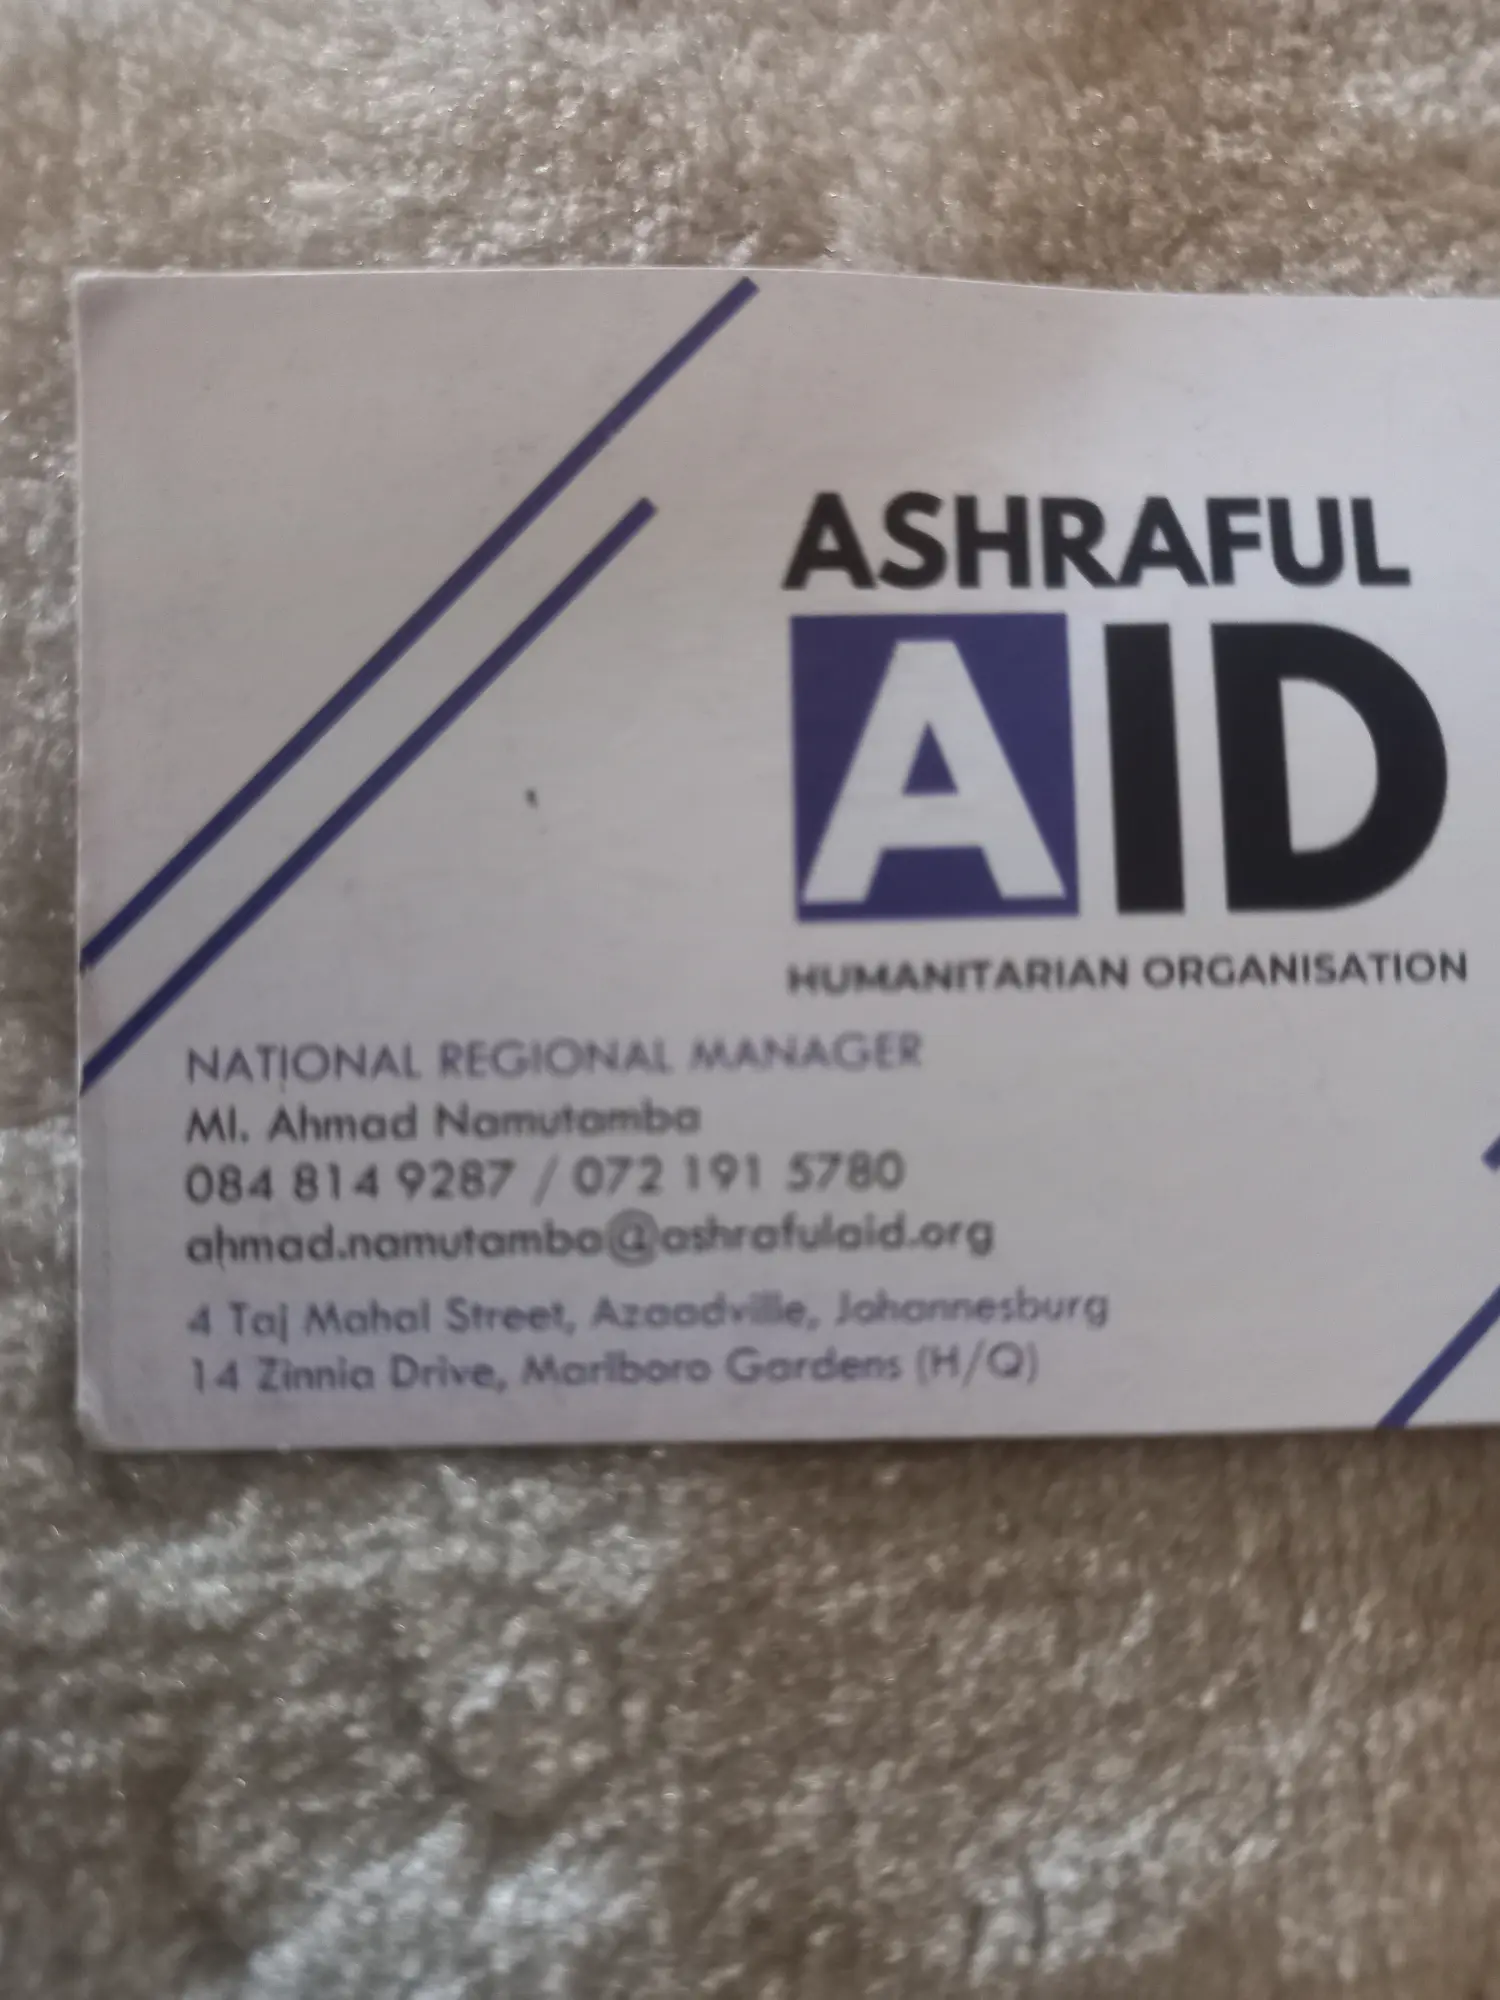 ASHRAFUL
AID
HUMANITARIAN ORGANISATION
NATIONAL REGIONAL MANAGER
Ml. Ahmad Namutamba
084 814 9287 / 072 191 5780
ahmad.namutamba@ashrafulaid.org
4 Taj Mahal Street, Azaadville, Johannesburg
14 Zinnia Drive, Marlboro Gardens (H/Q)